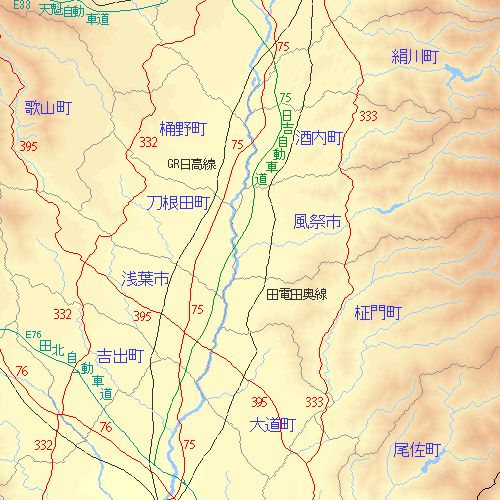 E33
天魁自動車道
75
絹川町
75
歌山町
333
日吉自動車道
桶野町
酒内町
332
75
395
GR日高線
刀根田町
風祭市
浅葉市
田電田奥線
75
332
395
枉門町
E76
田北自動車道
吉出町
76
395
333
大道町
76
332
75
尾佐町